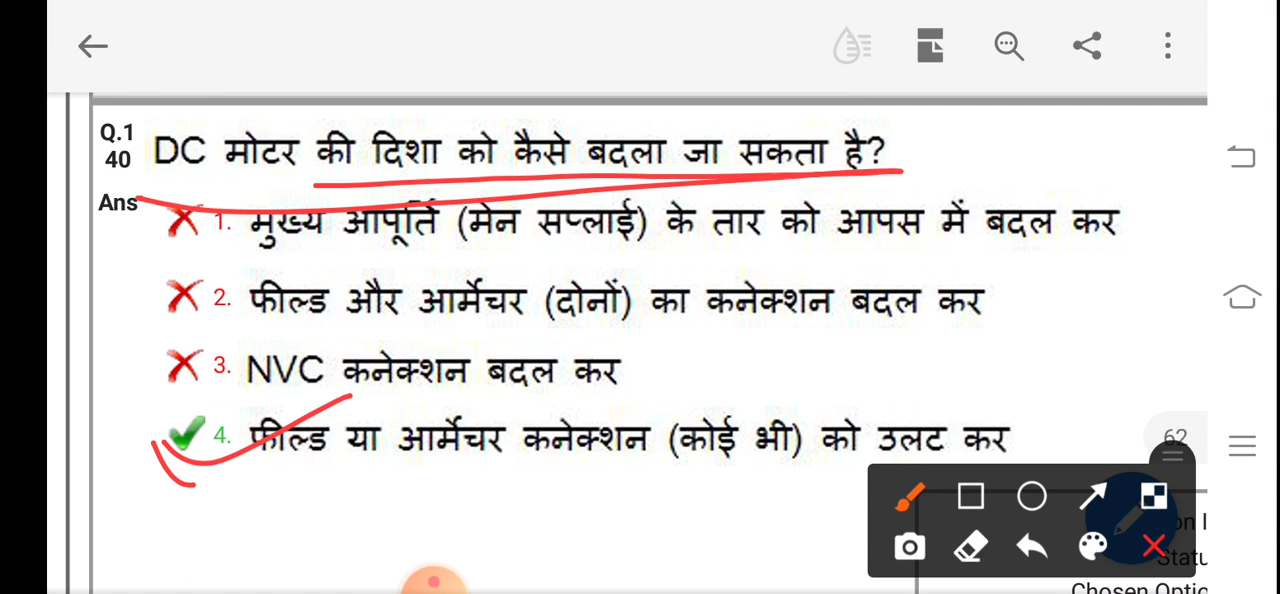 Q.1
40 DC मोटर की दिशा को कैसे बदला जा सकता है?
Ans
1. मुख्य आपूर्ति (मेन सप्लाई) के तार को आपस में बदल कर
2. फील्ड और आर्मेचर (दोनों) का कनेक्शन बदल कर
3. NVC कनेक्शन बदल कर
4. फील्ड या आर्मेचर कनेक्शन (कोई भी) को उलट कर
62